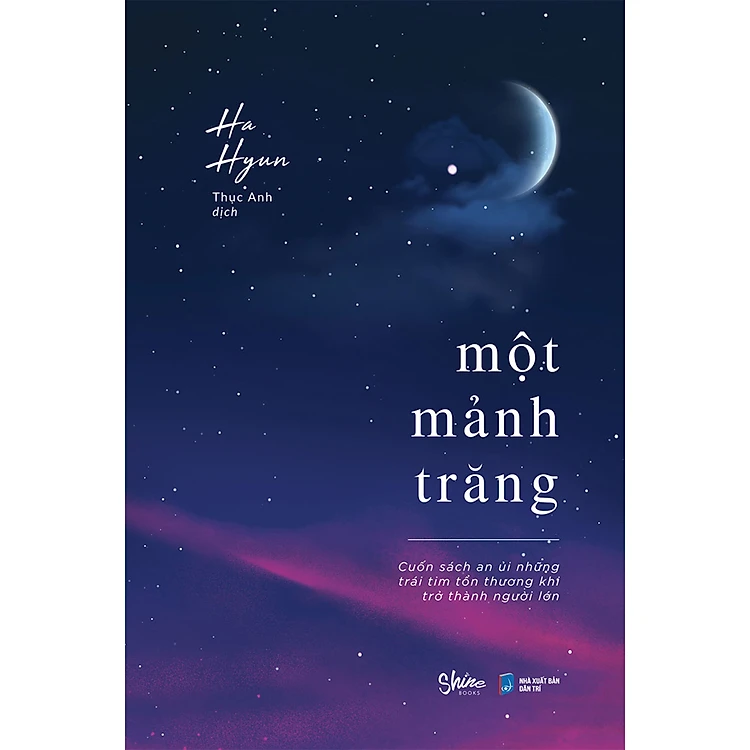 Ha
Hyun
Thục Anh
dịch
một
mảnh
trăng
Cuốn sách an ủi những
trái tim tổn thương khi
trở thành người lớn
Shine
BOOKS
NHÀ XUẤT BẢN
DÂN TRÍ